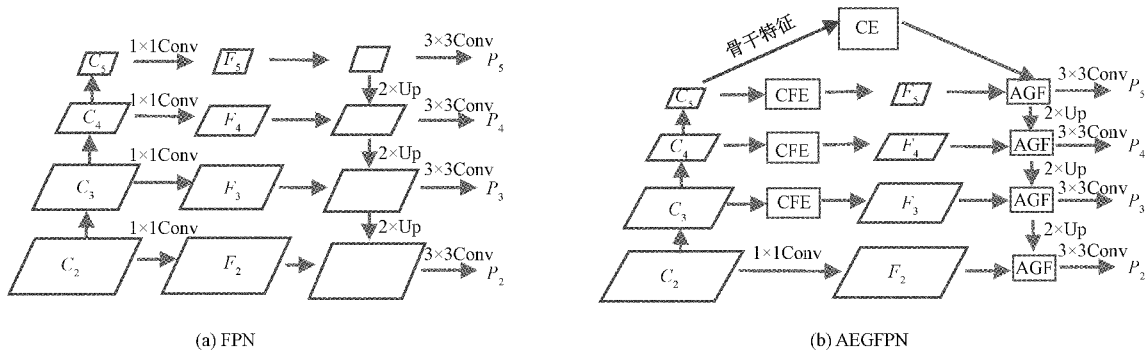 C₅ 1×1Conv F₅ 3×3Conv P₅
2×Up
C₄ 1×1Conv F₄ 3×3Conv P₄
2×Up
C₃ 1×1Conv F₃ 3×3Conv P₃
2×Up
C₂ 1×1Conv F₂ 3×3Conv P₂
(a) FPN
骨干特征 CE
C₅ CFE F₅ AGF 3×3Conv P₅
2×Up
C₄ CFE F₄ AGF 3×3Conv P₄
2×Up
C₃ CFE F₃ AGF 3×3Conv P₃
2×Up
C₂ 1×1Conv F₂ AGF 3×3Conv P₂
(b) AEGFPN